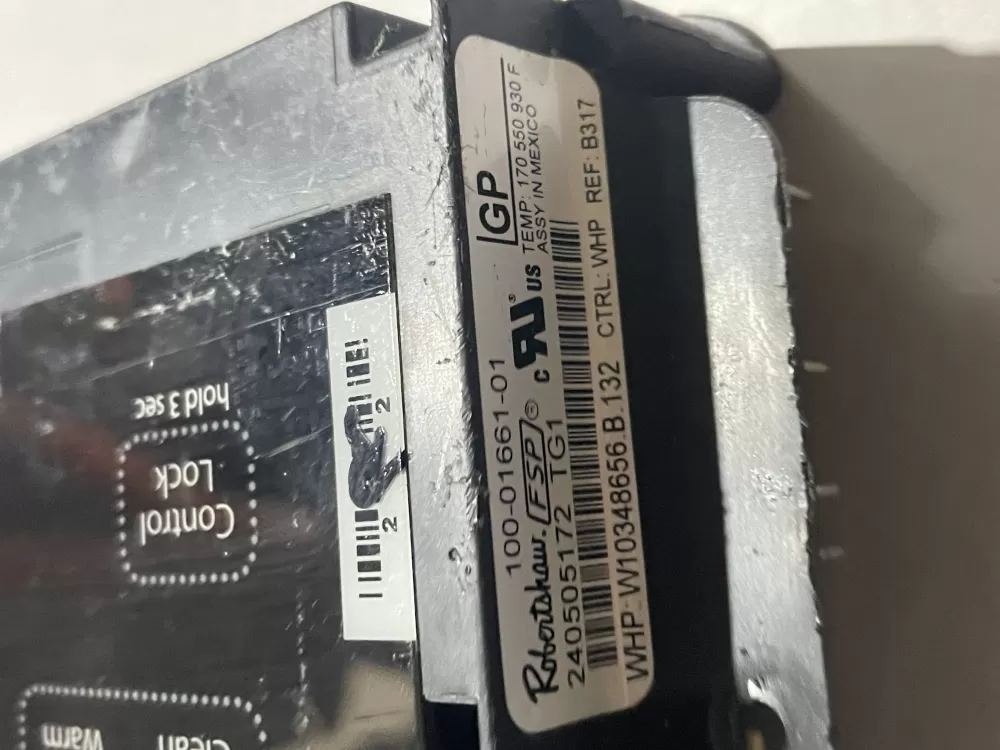 100-01661-01
GP
Robertshaw. FSP ®
C RU ® US
TEMP: 170 550 930 F
ASSY IN MEXICO
240505172 TG1
WHP-W10348656.B.132 CTRL: WHP REF: B317
2 2
Control
Lock
hold 3 sec
Clean
Warm